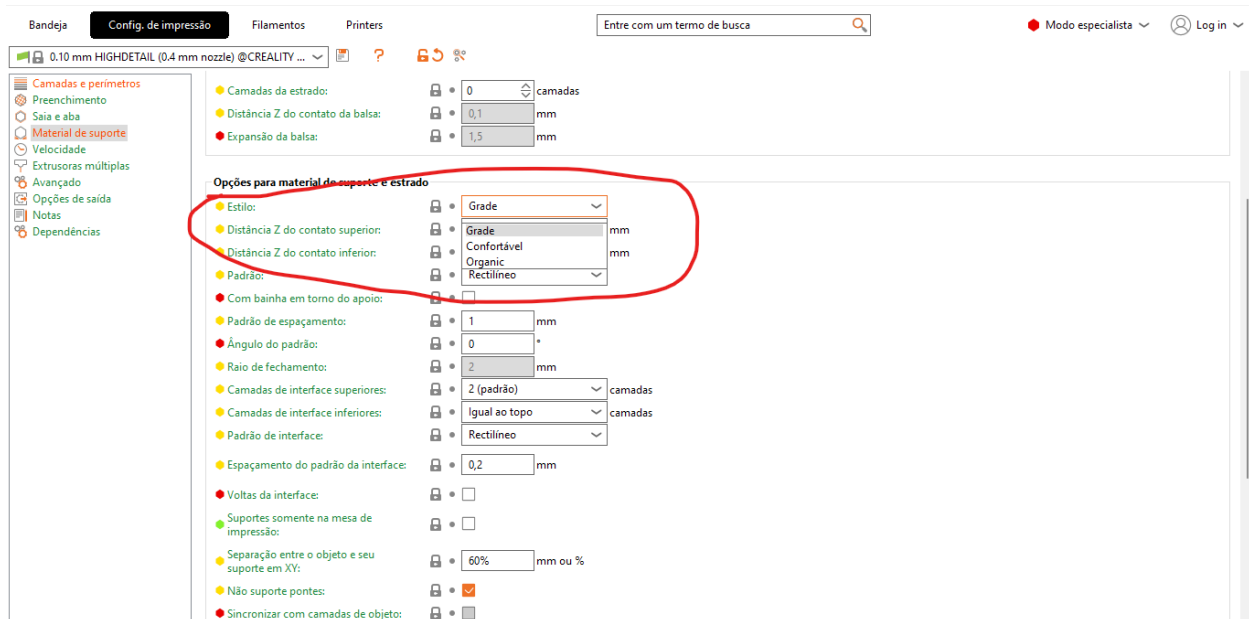 Bandeja Config. de impressão Filamentos Printers Entre com um termo de busca Modo especialista Log in
0.10 mm HIGHDETAIL (0.4 mm nozzle) @CREALITY ... ?
Camadas e perímetros
Preenchimento
Saia e aba
Material de suporte
Velocidade
Extrusoras múltiplas
Avançado
Opções de saída
Notas
Dependências
Camadas da estrado: 0 camadas
Distância Z do contato da balsa: 0,1 mm
Expansão da balsa: 1,5 mm
Opções para material de suporte e estrado
Estilo: Grade
Distância Z do contato superior: Grade mm
Confortável
Distância Z do contato inferior: Organic mm
Padrão: Rectilíneo
Com bainha em torno do apoio:
Padrão de espaçamento: 1 mm
Ângulo do padrão: 0 °
Raio de fechamento: 2 mm
Camadas de interface superiores: 2 (padrão) camadas
Camadas de interface inferiores: Igual ao topo camadas
Padrão de interface: Rectilíneo
Espaçamento do padrão da interface: 0,2 mm
Voltas da interface:
Suportes somente na mesa de
impressão:
Separação entre o objeto e seu
suporte em XY: 60% mm ou %
Não suporte pontes:
Sincronizar com camadas de objeto: